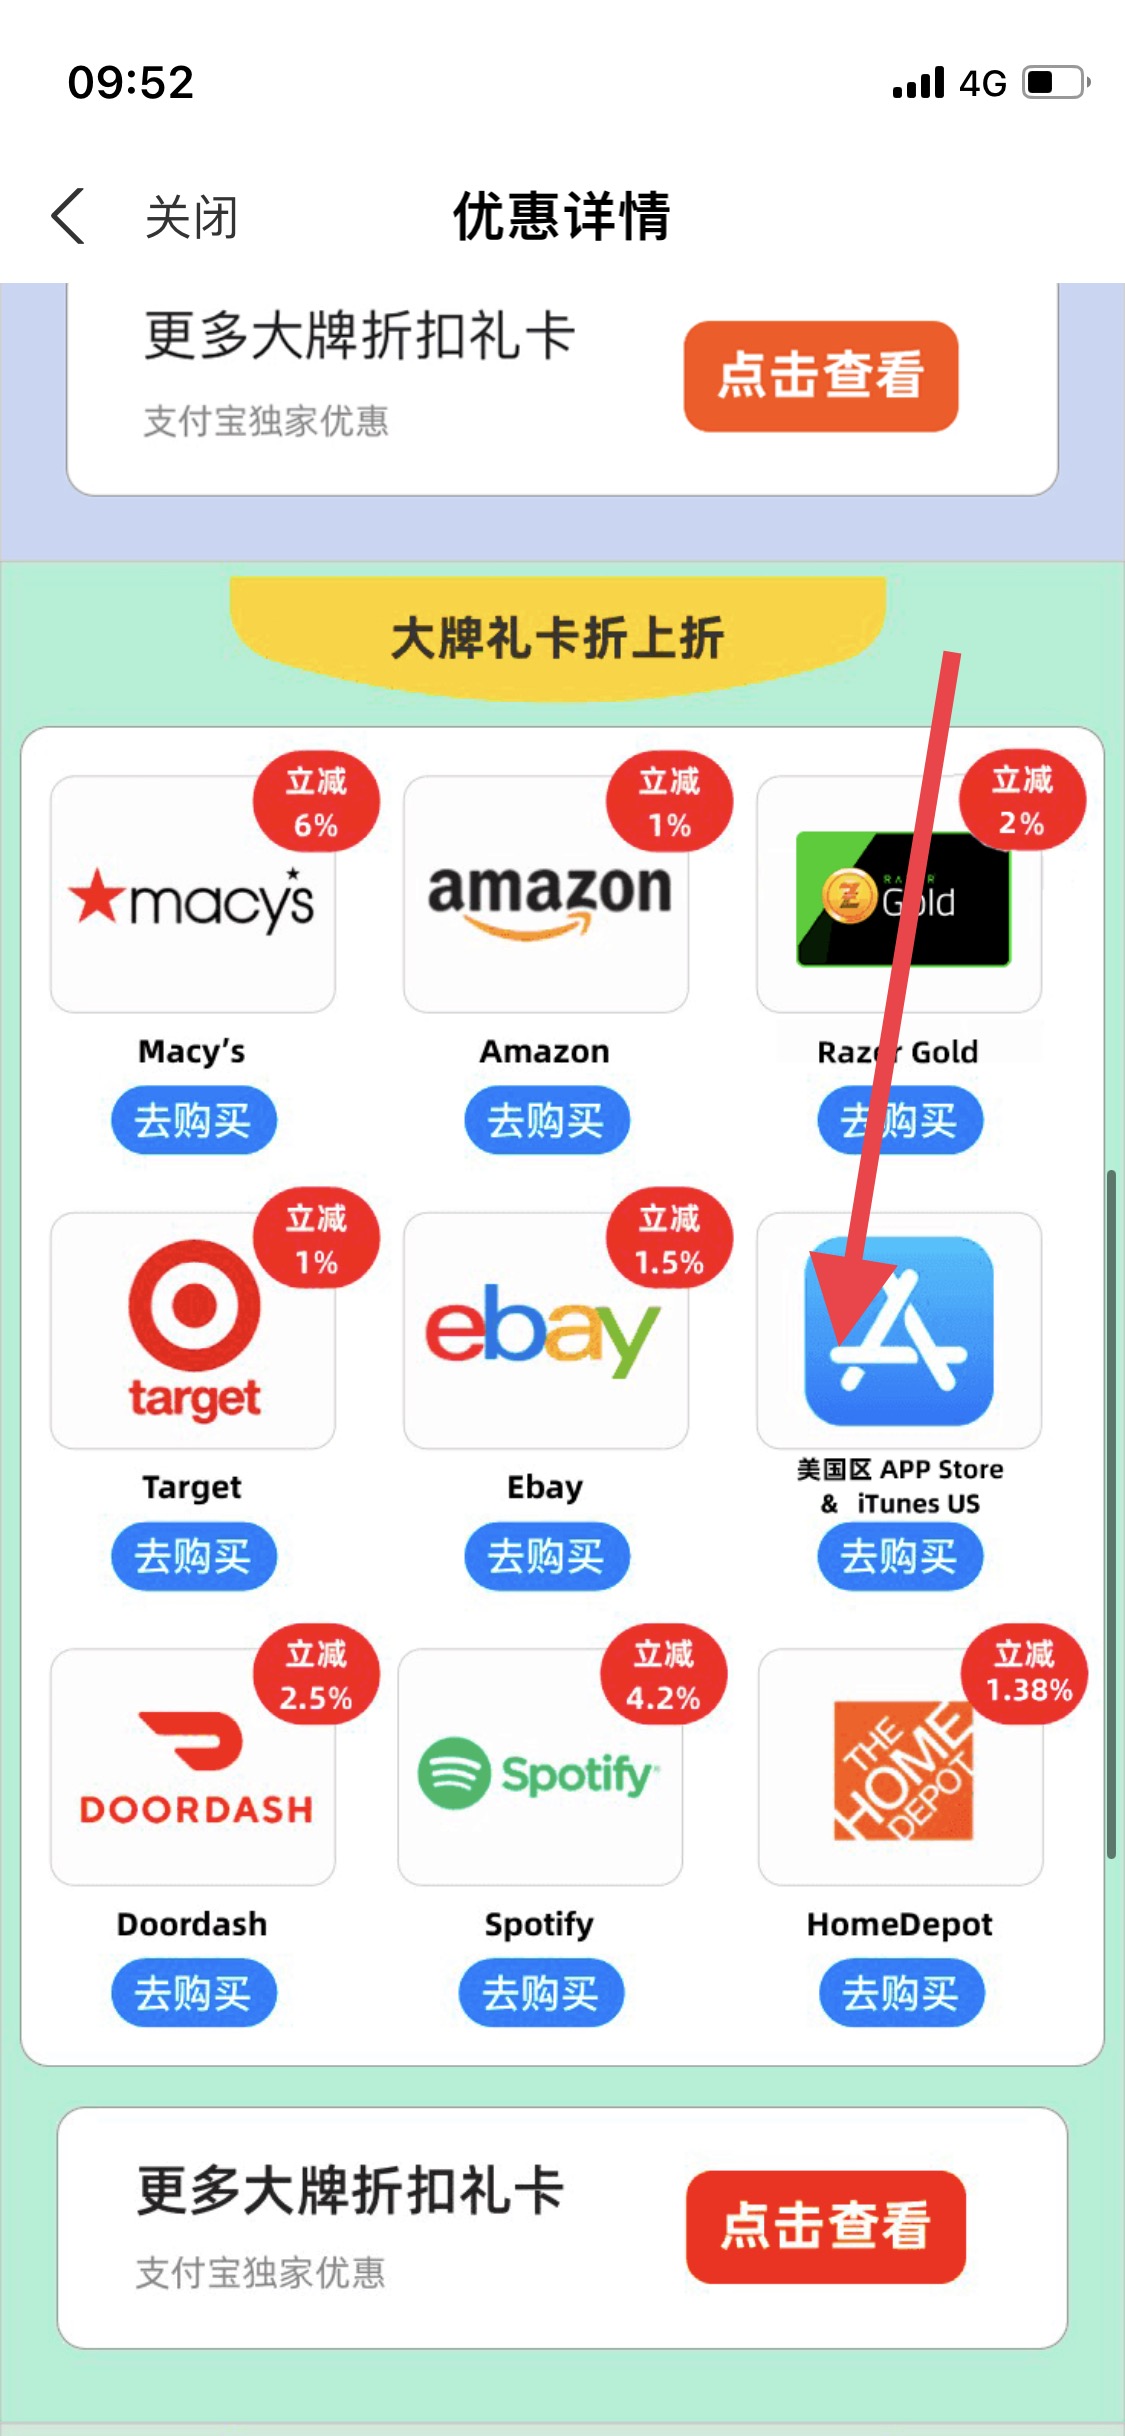 09:52
4G
关闭
优惠详情
更多大牌折扣礼卡
支付宝独家优惠
点击查看
大牌礼卡折上折
立减
6%
立减
1%
立减
2%
macy's
amazon
RAZER
Gold
Macy's
Amazon
Razer Gold
去购买
去购买
去购买
立减
1%
立减
1.5%
target
ebay
Target
Ebay
美国区 APP Store
& iTunes US
去购买
去购买
去购买
立减
2.5%
立减
4.2%
立减
1.38%
DOORDASH
Spotify
THE
HOME
DEPOT
Doordash
Spotify
HomeDepot
去购买
去购买
去购买
更多大牌折扣礼卡
支付宝独家优惠
点击查看